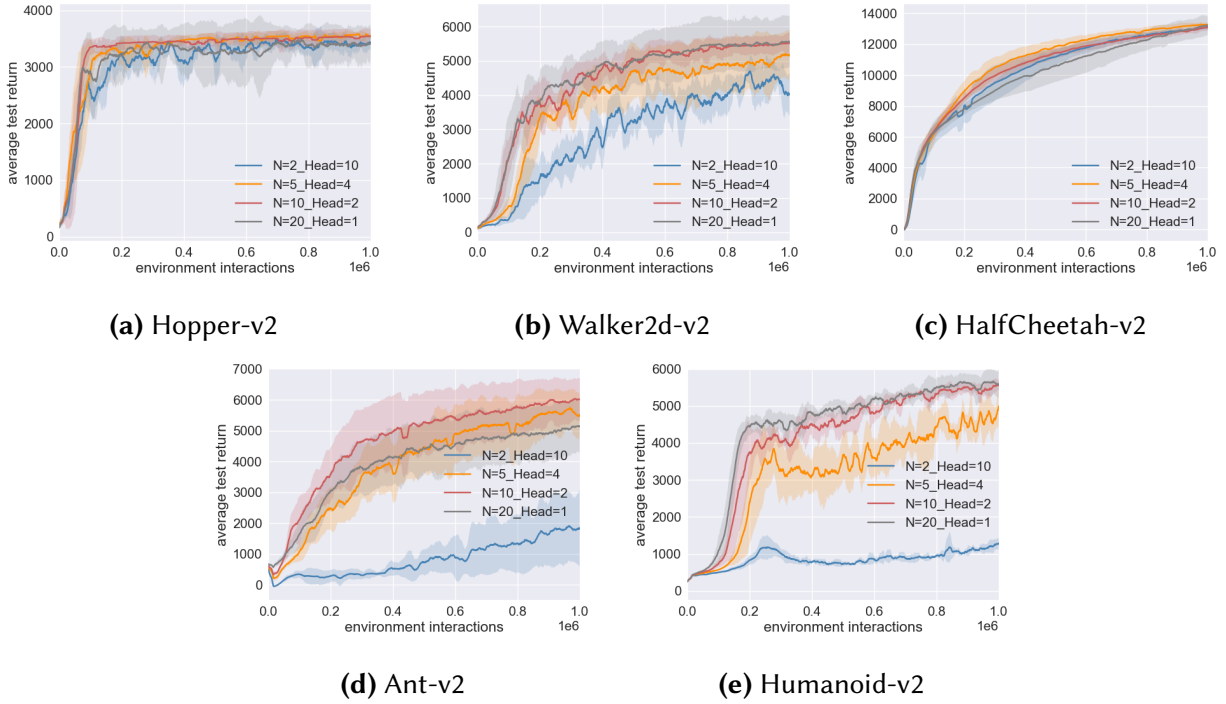 4000
3000
2000
1000
0
average test return
N=2_Head=10
N=5_Head=4
N=10_Head=2
N=20_Head=1
0.0 0.2 0.4 0.6 0.8 1.0
environment interactions 1e6
(a) Hopper-v2
6000
5000
4000
3000
2000
1000
0
average test return
N=2_Head=10
N=5_Head=4
N=10_Head=2
N=20_Head=1
0.0 0.2 0.4 0.6 0.8 1.0
environment interactions 1e6
(b) Walker2d-v2
14000
12000
10000
8000
6000
4000
2000
0
average test return
N=2_Head=10
N=5_Head=4
N=10_Head=2
N=20_Head=1
0.0 0.2 0.4 0.6 0.8 1.0
environment interactions 1e6
(c) HalfCheetah-v2
7000
6000
5000
4000
3000
2000
1000
0
average test return
N=2_Head=10
N=5_Head=4
N=10_Head=2
N=20_Head=1
0.0 0.2 0.4 0.6 0.8 1.0
environment interactions 1e6
(d) Ant-v2
6000
5000
4000
3000
2000
1000
0
average test return
N=2_Head=10
N=5_Head=4
N=10_Head=2
N=20_Head=1
0.0 0.2 0.4 0.6 0.8 1.0
environment interactions 1e6
(e) Humanoid-v2